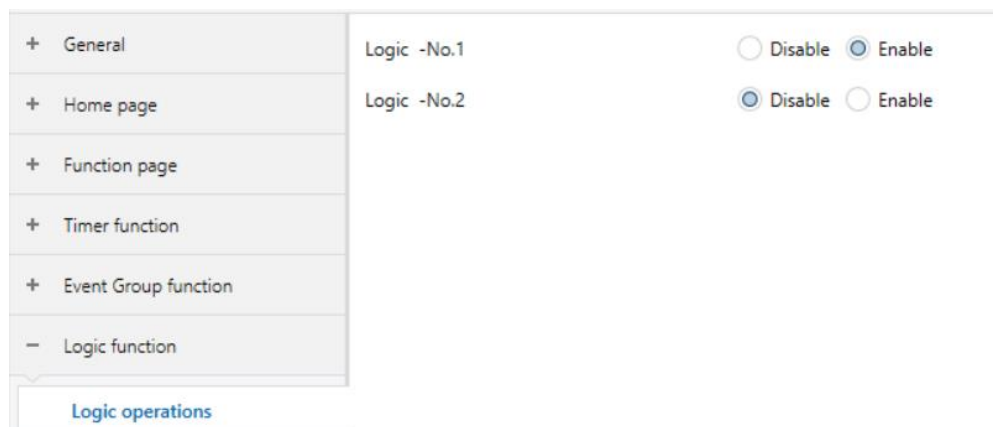 + General
+ Home page
+ Function page
+ Timer function
+ Event Group function
− Logic function
Logic operations
Logic -No.1 Disable Enable
Logic -No.2 Disable Enable